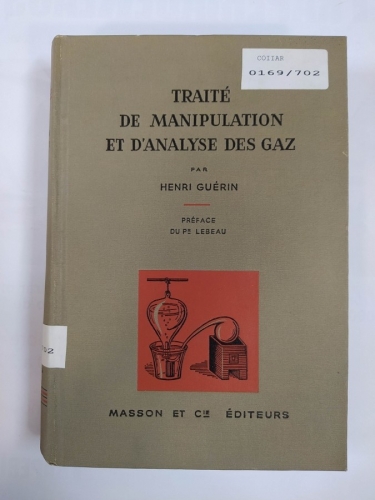 COIIAS
0169/702
TRAITÉ
DE MANIPULATION
ET D'ANALYSE DES GAZ
PAR
HENRI GUÉRIN
PRÉFACE
DU PR LEBEAU
MASSON ET CIE ÉDITEURS